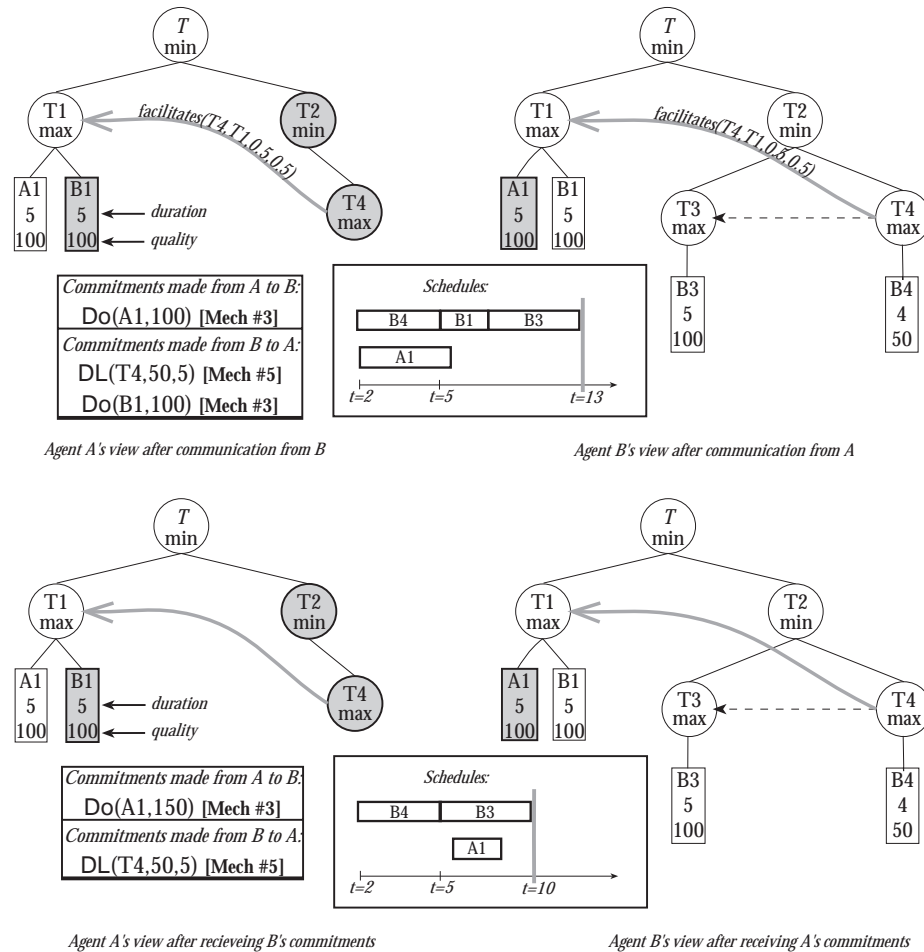 T
min
T1
max
T2
min
T4
max
facilitates(T4,T1,0.5,0.5)
A1
5
100
B1
5
100
duration
quality
T
min
T1
max
T2
min
T3
max
T4
max
facilitates(T4,T1,0.5,0.5)
A1
5
100
B1
5
100
B3
5
100
B4
4
50
Commitments made from A to B:
Do(A1,100) [Mech #3]
Commitments made from B to A:
DL(T4,50,5) [Mech #5]
Do(B1,100) [Mech #3]
Schedules:
B4 B1 B3
A1
t=2 t=5 t=13
Agent A's view after communication from B
Agent B's view after communication from A
T
min
T1
max
T2
min
T4
max
A1
5
100
B1
5
100
duration
quality
T
min
T1
max
T2
min
T3
max
T4
max
A1
5
100
B1
5
100
B3
5
100
B4
4
50
Commitments made from A to B:
Do(A1,150) [Mech #3]
Commitments made from B to A:
DL(T4,50,5) [Mech #5]
Schedules:
B4 B3
A1
t=2 t=5 t=10
Agent A's view after recieveing B's commitments
Agent B's view after receiving A's commitments